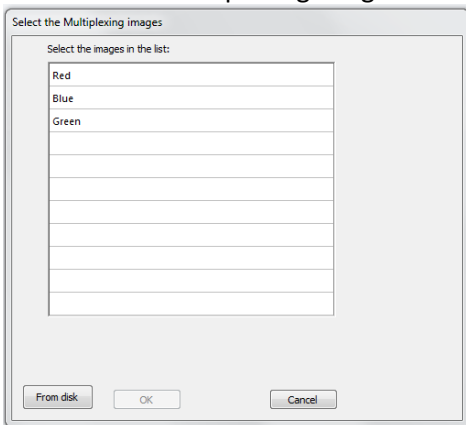 Select the Multiplexing images
Select the images in the list:
Red
Blue
Green
From disk
OK
Cancel